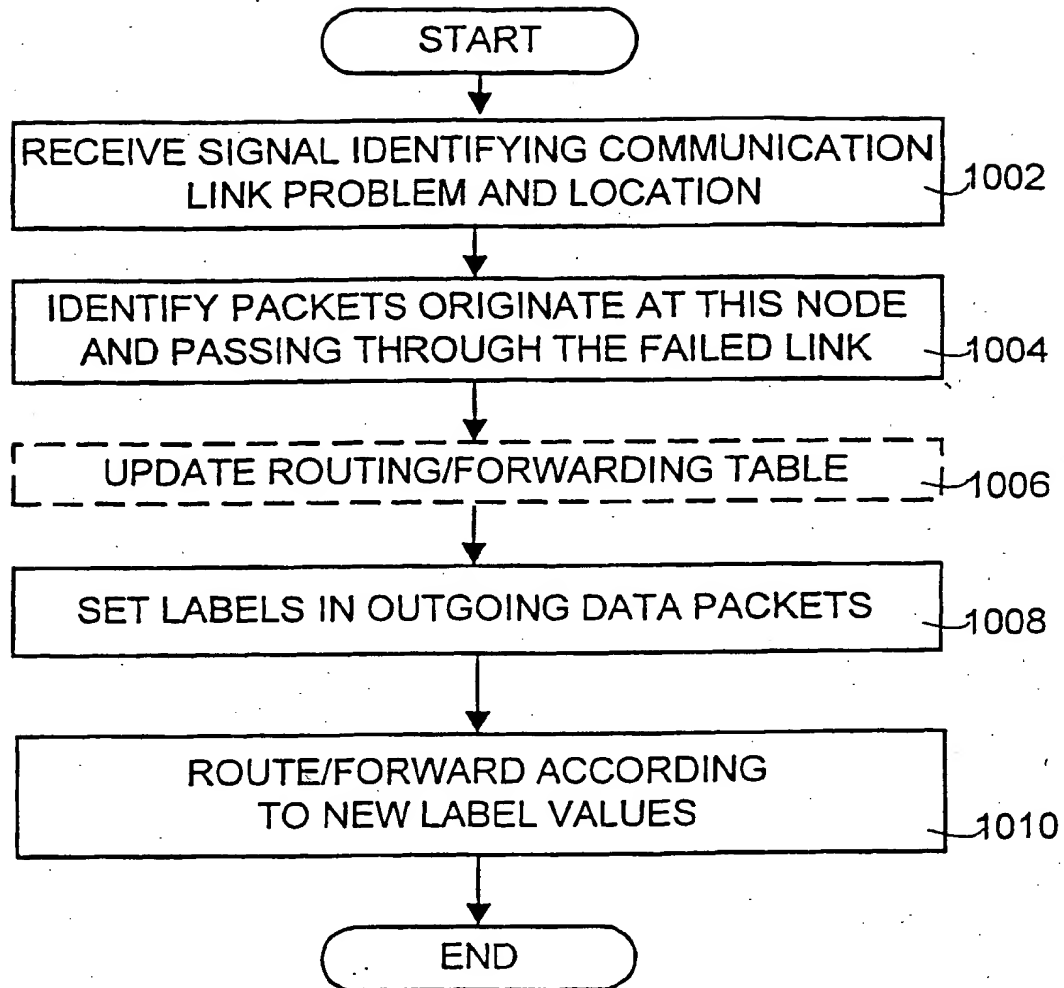 START
RECEIVE SIGNAL IDENTIFYING COMMUNICATION
LINK PROBLEM AND LOCATION
1002
IDENTIFY PACKETS ORIGINATE AT THIS NODE
AND PASSING THROUGH THE FAILED LINK
1004
UPDATE ROUTING/FORWARDING TABLE
1006
SET LABELS IN OUTGOING DATA PACKETS
1008
ROUTE/FORWARD ACCORDING
TO NEW LABEL VALUES
1010
END